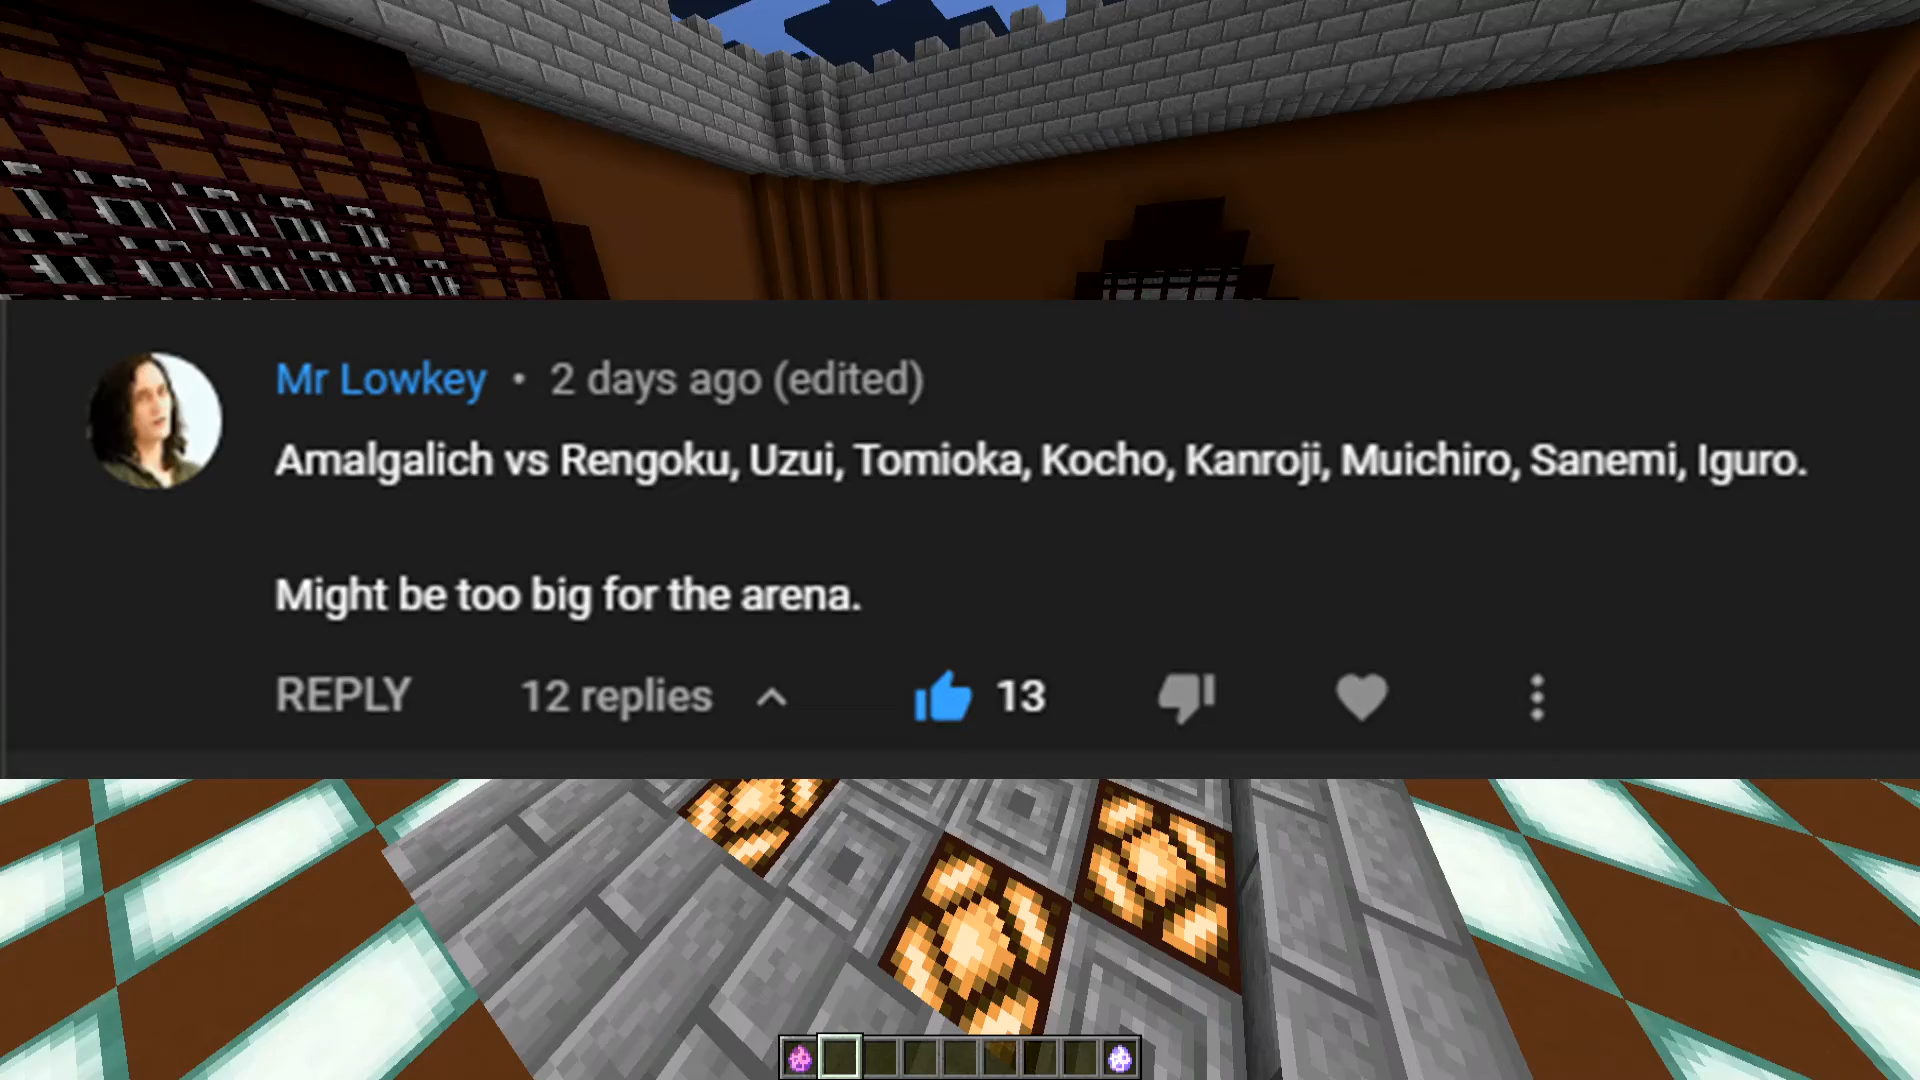 Mr Lowkey • 2 days ago (edited)
Amalgalich vs Rengoku, Uzui, Tomioka, Kocho, Kanroji, Muichiro, Sanemi, Iguro.
Might be too big for the arena.
REPLY 12 replies 13